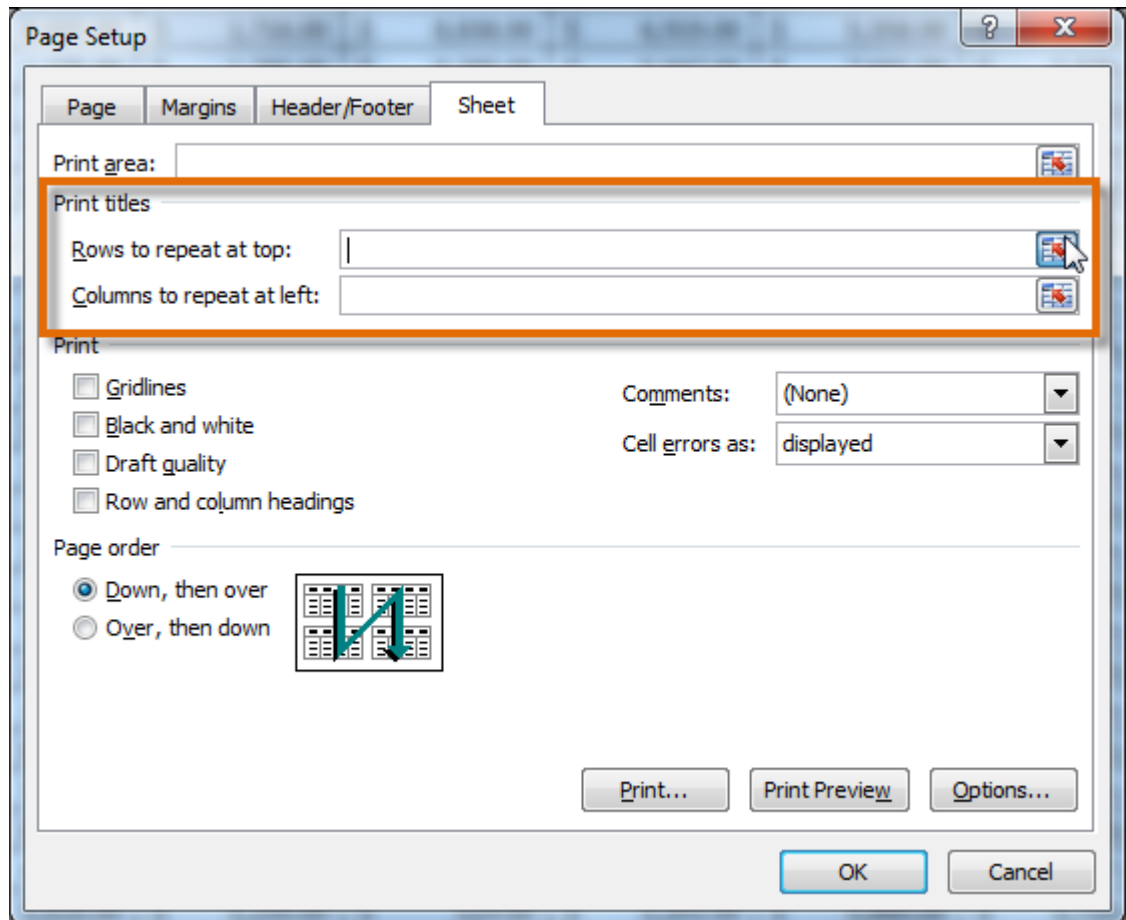 Page Setup
Page Margins Header/Footer Sheet
Print area:
Print titles
Rows to repeat at top:
Columns to repeat at left:
Print
Gridlines
Comments: (None)
Black and white
Cell errors as: displayed
Draft quality
Row and column headings
Page order
Down, then over
Over, then down
Print... Print Preview Options...
OK Cancel